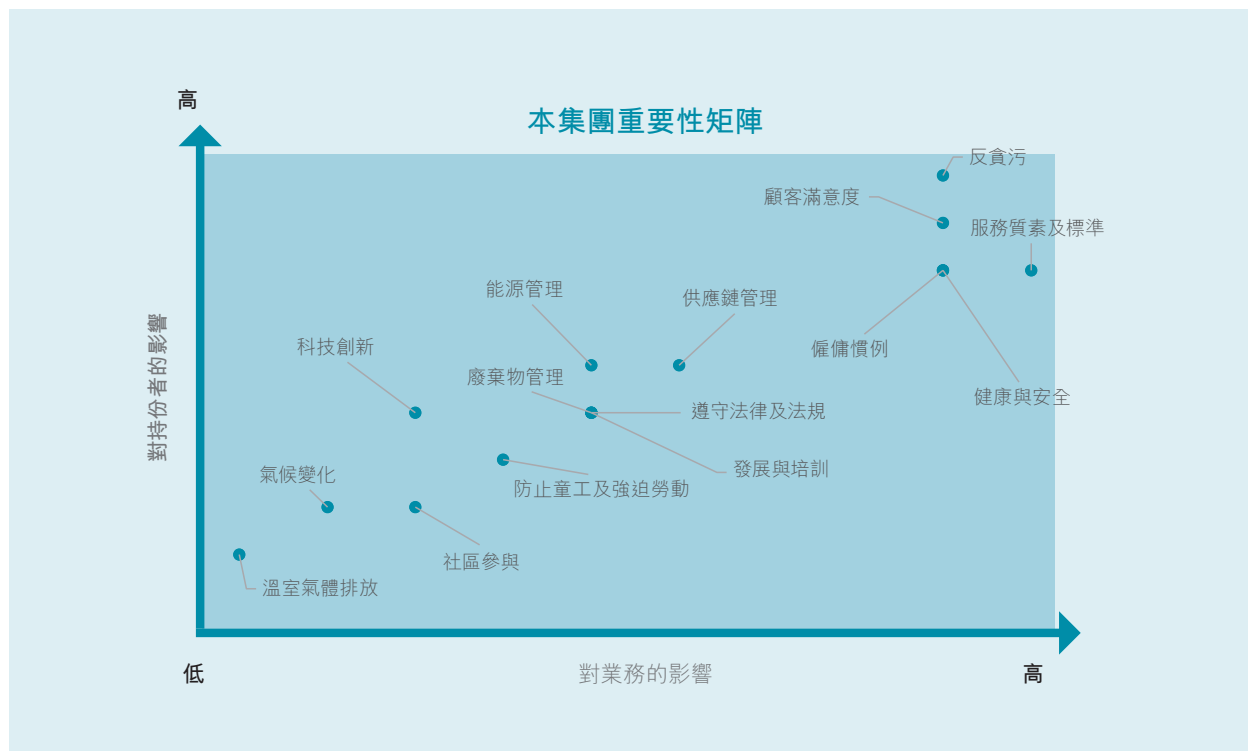 高
本集團重要性矩陣
反貪污
顧客滿意度
服務質素及標準
能源管理
供應鏈管理
科技創新
僱傭慣例
廢棄物管理
健康與安全
遵守法律及法規
對持份者的影響
發展與培訓
氣候變化
防止童工及強迫勞動
社區參與
溫室氣體排放
低
對業務的影響
高